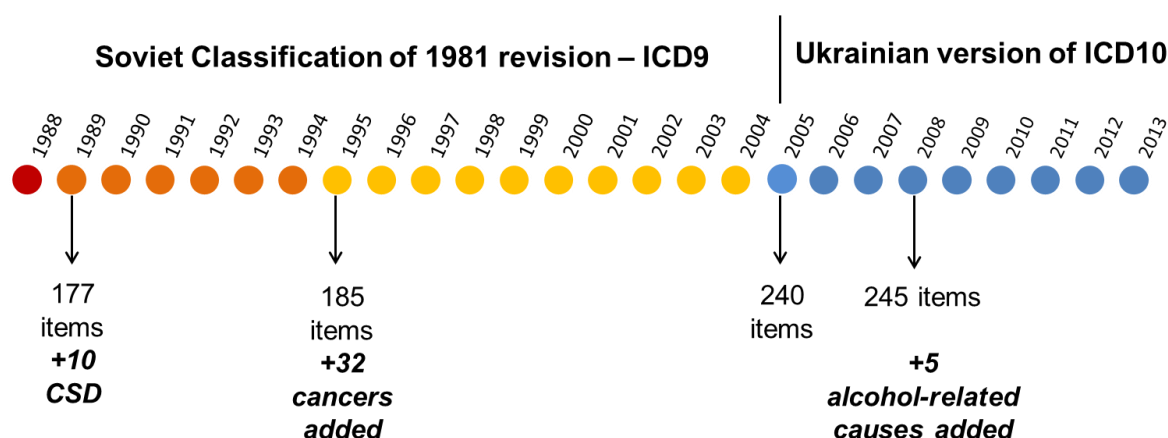 Soviet Classification of 1981 revision – ICD9
Ukrainian version of ICD10
1988
1989
1990
1991
1992
1993
1994
1995
1996
1997
1998
1999
2000
2001
2002
2003
2004
2005
2006
2007
2008
2009
2010
2011
2012
2013
177
items
+10
CSD
185
items
+32
cancers
added
240
items
245 items
+5
alcohol-related
causes added